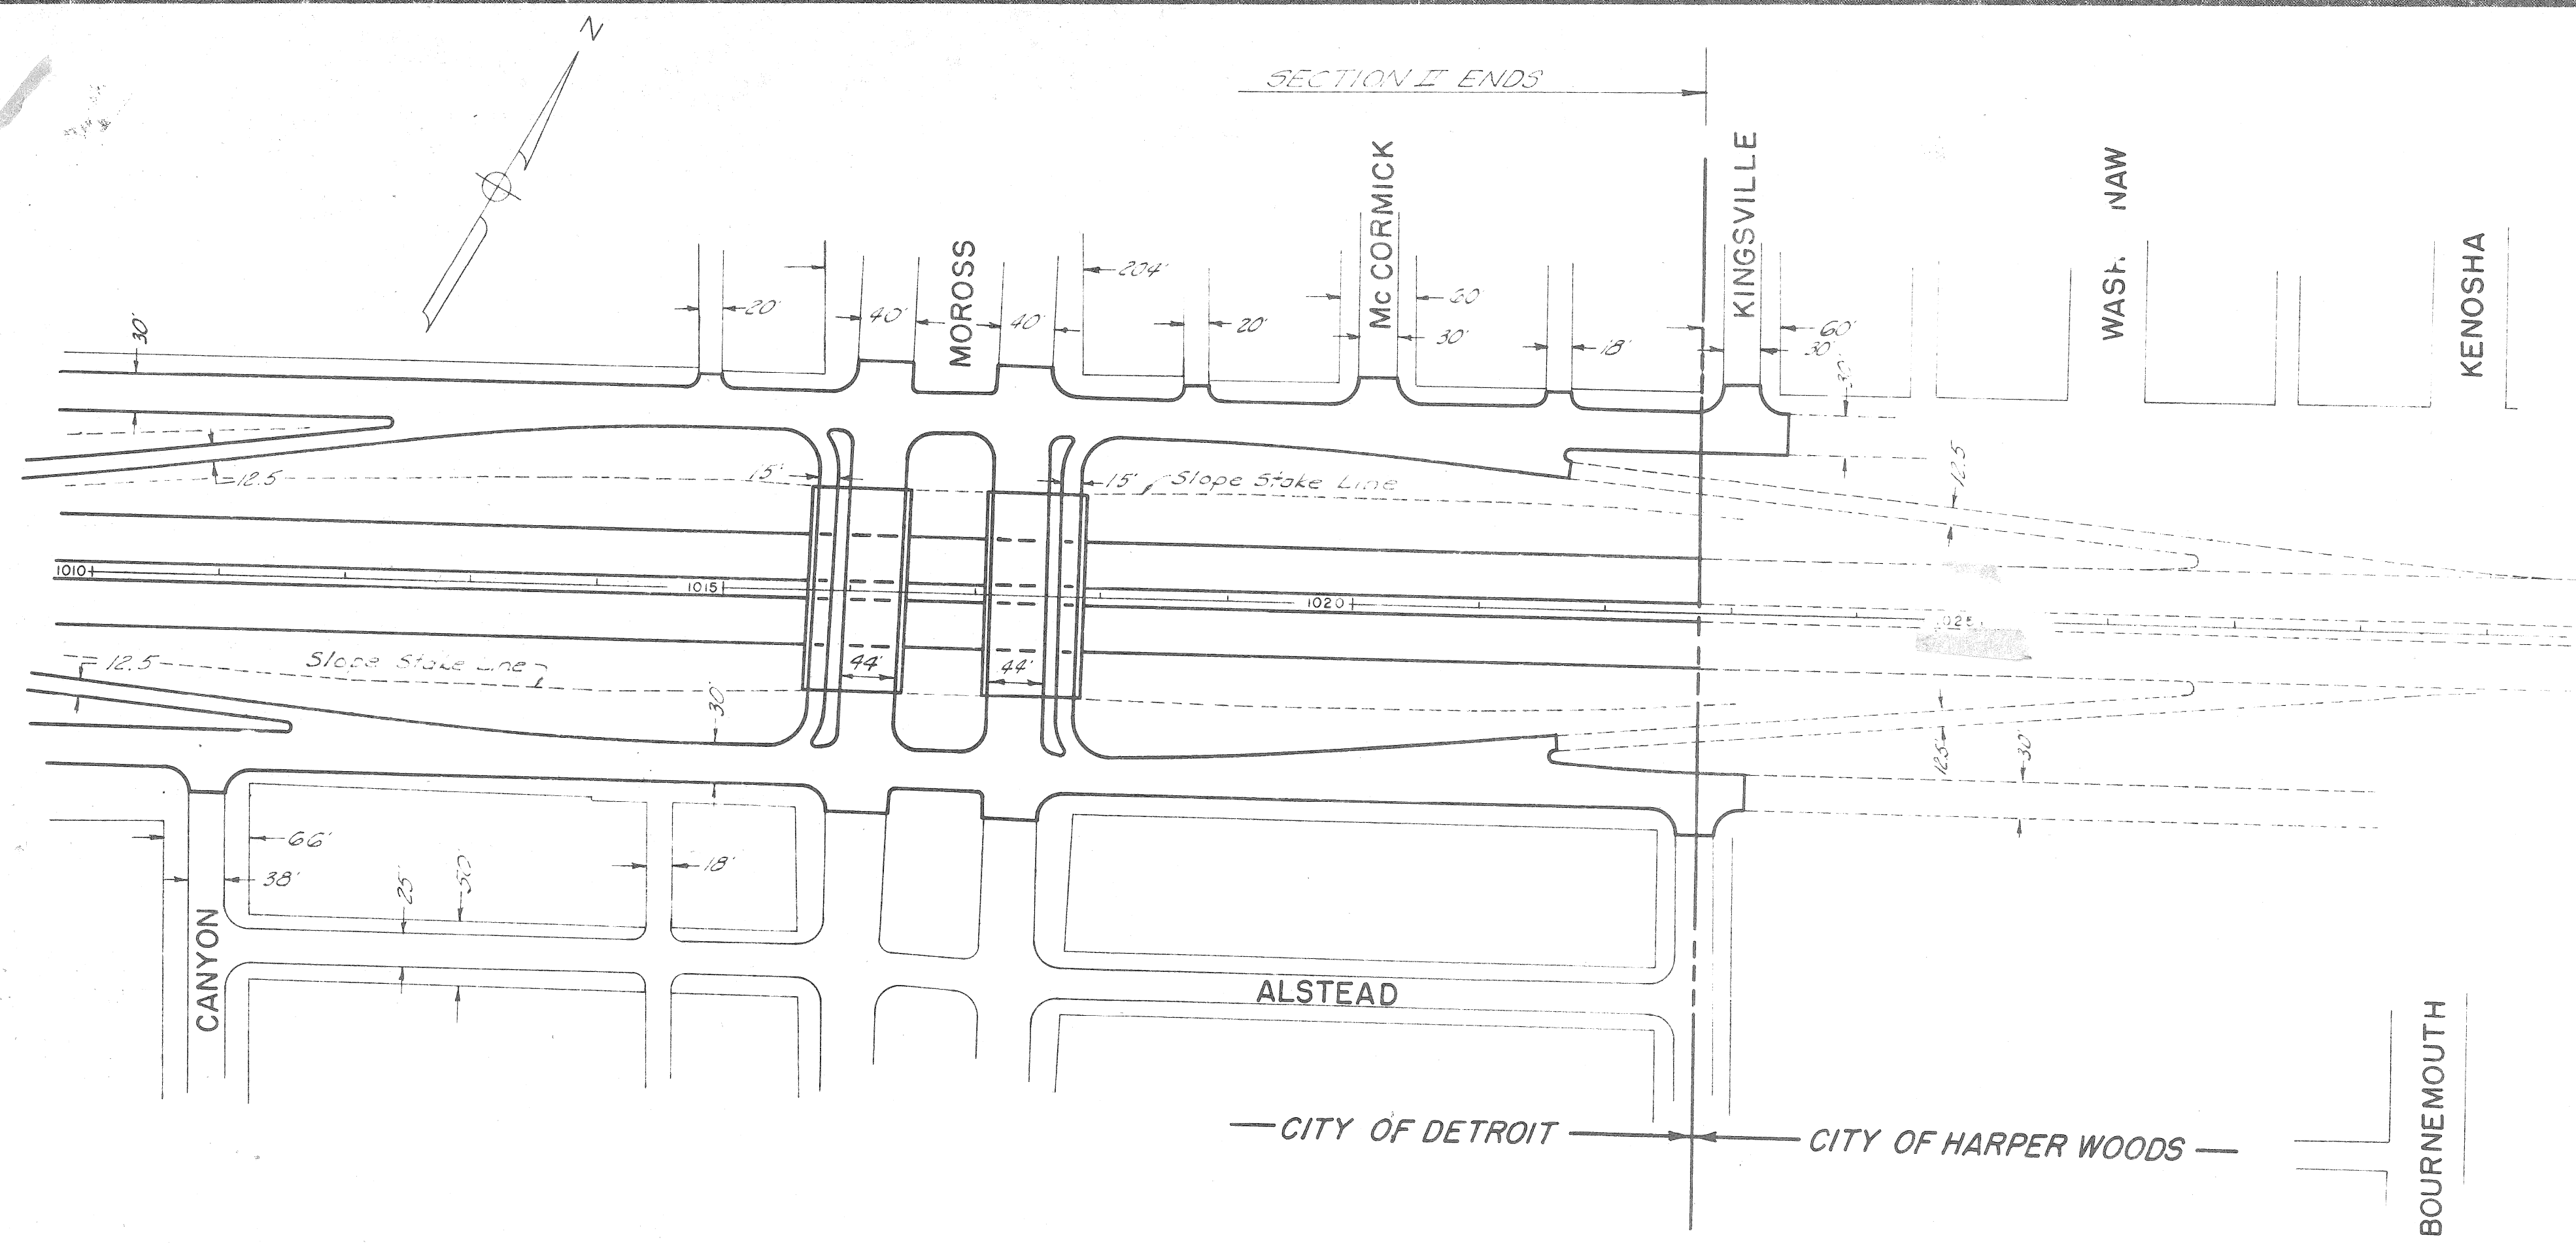 N
SECTION II ENDS
30'
20'
40'
MOROSS
40'
204'
20'
McCORMICK
60'
30'
18'
KINGSVILLE
60'
30'
30'
WASH NAW
KENOSHA
12.5
15'
15'
Slope Stake Line
12.5
1010
1015
1020
1025
12.5
Slope Stake Line
44'
44'
30'
12.5'
30'
66'
38'
25'
50'
18'
CANYON
ALSTEAD
CITY OF DETROIT
CITY OF HARPER WOODS
BOURNEMOUTH